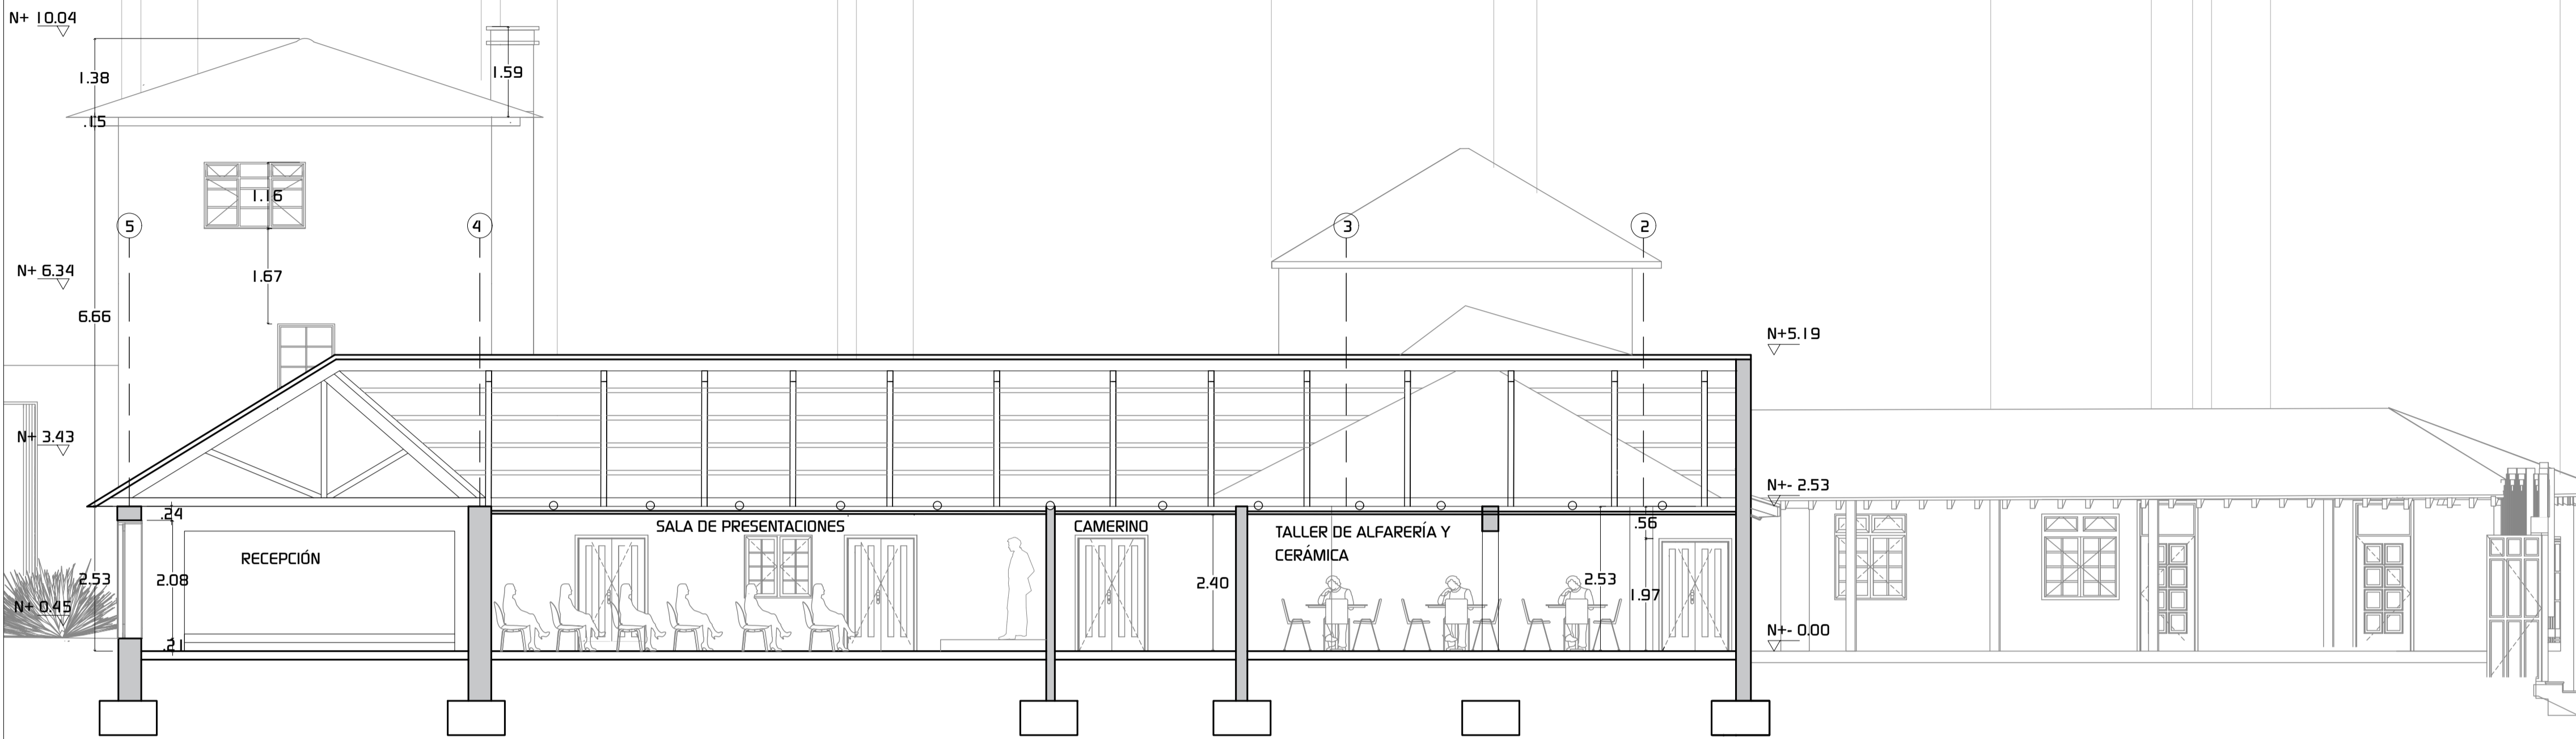 N+ 10.04
1.38
1.59
.15
1.16
5
4
3
2
N+ 6.34
1.67
6.66
N+5.19
N+ 3.43
N+- 2.53
.24
SALA DE PRESENTACIONES
CAMERINO
TALLER DE ALFARERÍA Y
CERÁMICA
.56
RECEPCIÓN
2.53
2.08
2.40
2.53
1.97
N+ 0.45
N+- 0.00
.21